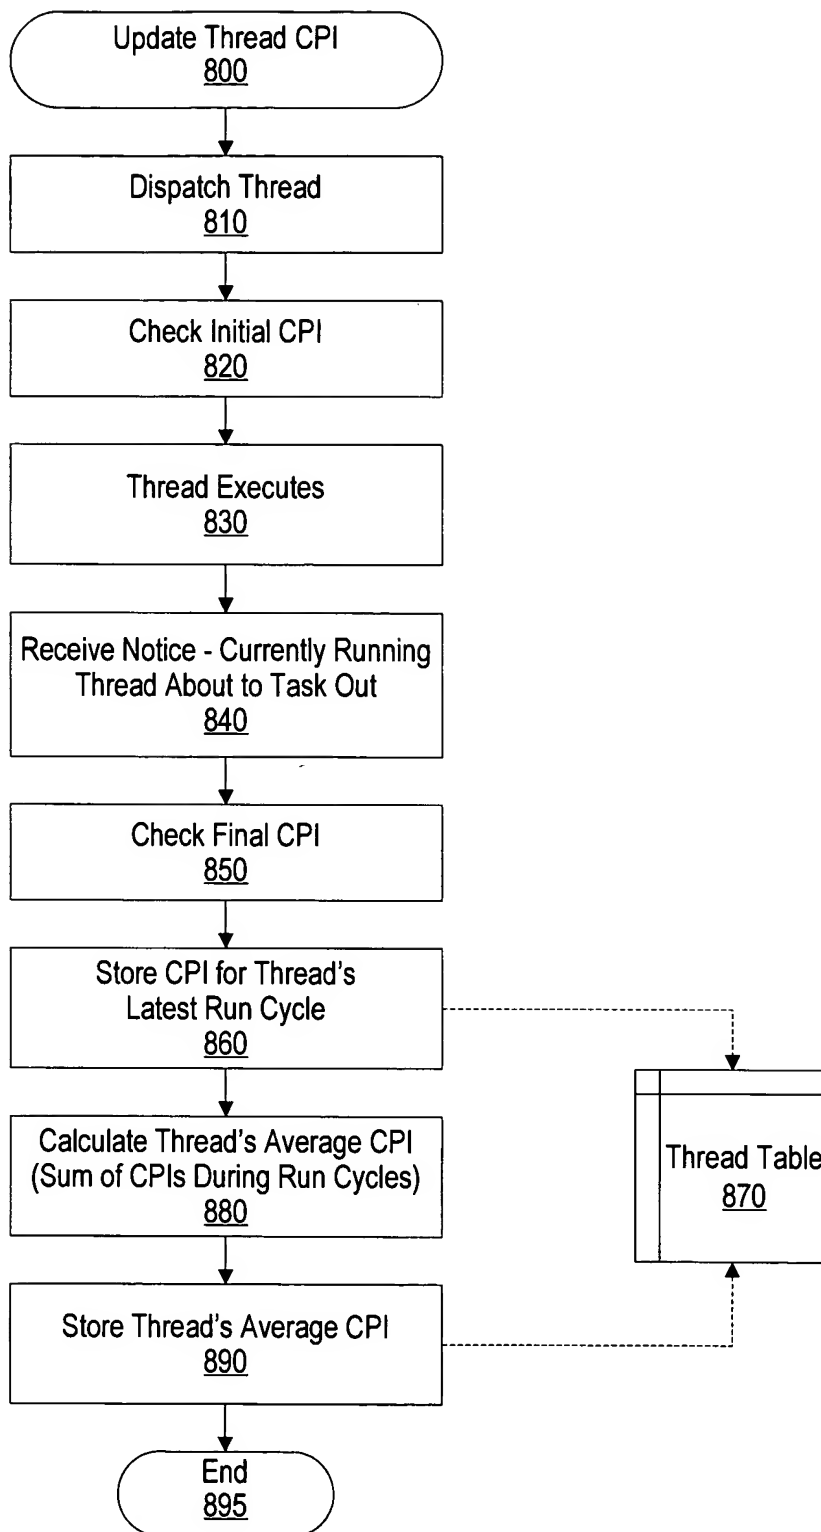 Update Thread CPI
800
Dispatch Thread
810
Check Initial CPI
820
Thread Executes
830
Receive Notice - Currently Running
Thread About to Task Out
840
Check Final CPI
850
Store CPI for Thread's
Latest Run Cycle
860
Thread Table
870
Calculate Thread's Average CPI
(Sum of CPIs During Run Cycles)
880
Store Thread's Average CPI
890
End
895